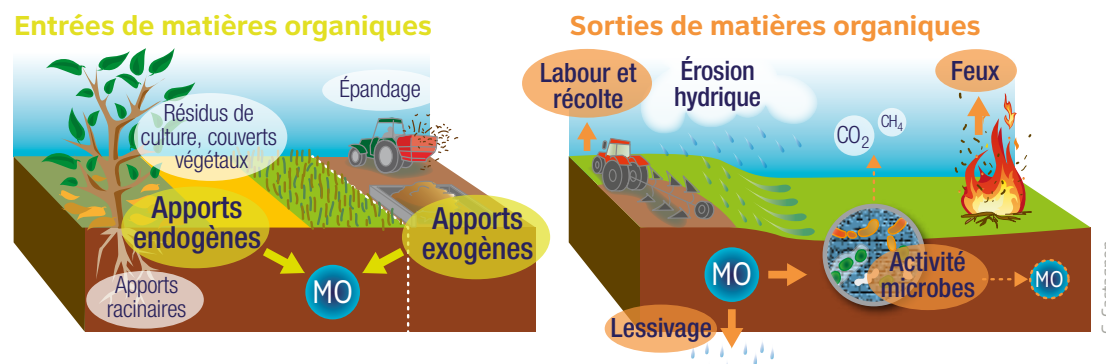 Entrées de matières organiques
Épandage
Résidus de
culture, couverts
végétaux
Apports
endogènes
Apports
exogènes
MO
Apports
racinaires
Sorties de matières organiques
Labour et
récolte
Érosion
hydrique
Feux
CO₂
CH₄
MO
Activité
microbes
MO
Lessivage